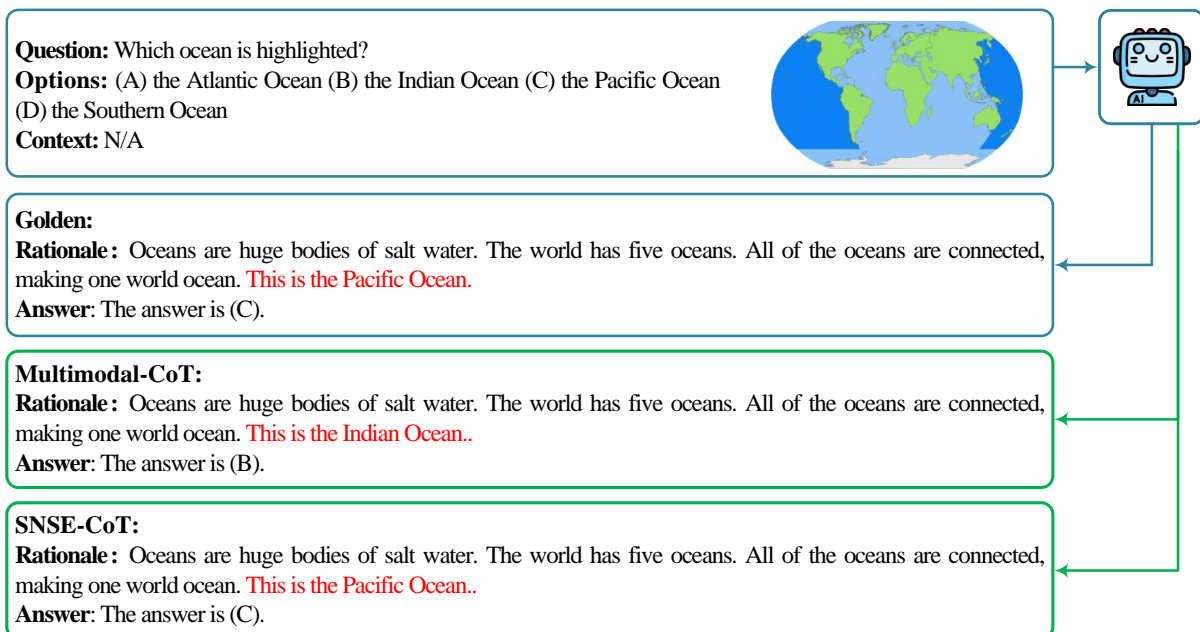 Question: Which ocean is highlighted?
Options: (A) the Atlantic Ocean (B) the Indian Ocean (C) the Pacific Ocean
(D) the Southern Ocean
Context: N/A
AI
Golden:
Rationale: Oceans are huge bodies of salt water. The world has five oceans. All of the oceans are connected,
making one world ocean. This is the Pacific Ocean.
Answer: The answer is (C).
Multimodal-CoT:
Rationale: Oceans are huge bodies of salt water. The world has five oceans. All of the oceans are connected,
making one world ocean. This is the Indian Ocean..
Answer: The answer is (B).
SNSE-CoT:
Rationale: Oceans are huge bodies of salt water. The world has five oceans. All of the oceans are connected,
making one world ocean. This is the Pacific Ocean..
Answer: The answer is (C).